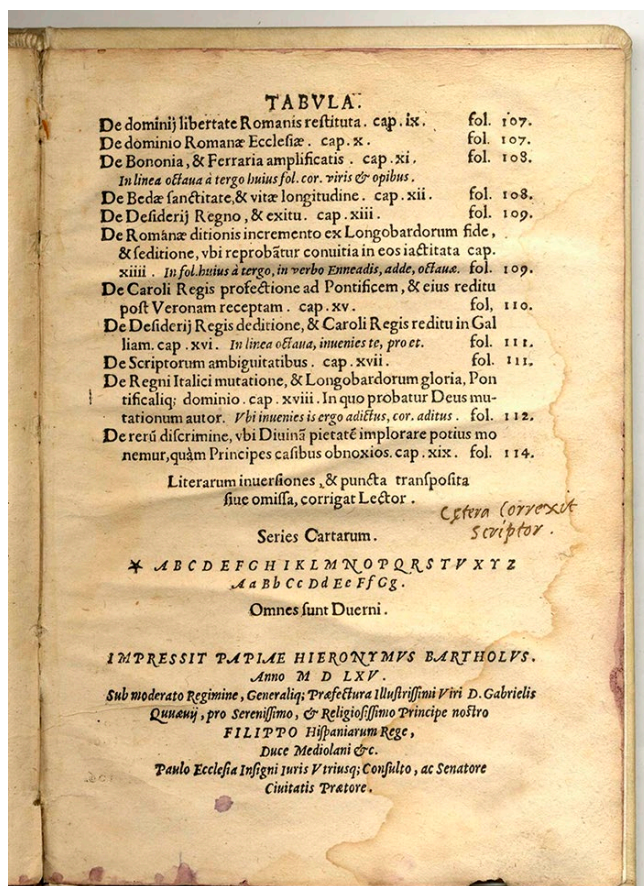 TABVLA.
De dominij libertate Romanis restituta. cap. ix. fol. 107.
De dominio Romanæ Ecclesiæ. cap. x. fol. 107.
De Bononia, & Ferraria amplificatis. cap. xi. fol. 108.
In linea octaua à tergo huius fol. cor. viris & opibus.
De Bedæ sanctitate, & vitæ longitudine. cap. xii. fol. 108.
De Desiderij Regno, & exitu. cap. xiii. fol. 109.
De Romanæ ditionis incremento ex Longobardorum fide,
& seditione, vbi reprobãtur conuitia in eos iactitata cap.
xiiii. In fol. huius à tergo, in verbo Enneadis, adde, octauæ. fol. 109.
De Caroli Regis profectione ad Pontificem, & eius reditu
post Veronam receptam. cap. xv. fol, 110.
De Desiderij Regis deditione, & Caroli Regis reditu in Gal
liam. cap. xvi. In linea octaua, inuenies te, pro et. fol. 111.
De Scriptorum ambiguitatibus. cap. xvii. fol. 111.
De Regni Italici mutatione, & Longobardorum gloria, Pon
tificaliq; dominio. cap. xviii. In quo probatur Deus mu-
tationum autor. Vbi inuenies is ergo adictus, cor. aditus. fol. 112.
De rerũ discrimine, vbi Diuinã pietatẽ implorare potius mo
nemur, quàm Principes casibus obnoxios. cap. xix. fol. 114.
Literarum inuersiones, & puncta transposita
siue omissa, corrigat Lector.
Cętera Correxit
Scriptor.
Series Cartarum.
★ A B C D E F G H I K L M N O P Q R S T V X Y Z
Aa Bb Cc Dd Ee Ff Gg.
Omnes sunt Duerni.
IMPRESSIT PAPIAE HIERONYMVS BARTHOLVS.
Anno M D LXV.
Sub moderato Regimine, Generaliq; Præfectura Illustrissimi Viri D. Gabrielis
Quuæuij, pro Serenissimo, & Religiosissimo Principe nostro
FILIPPO Hispaniarum Rege,
Duce Mediolani &c.
Paulo Ecclesia Insigni Iuris Vtriusq; Consulto, ac Senatore
Ciuitatis Prætore.